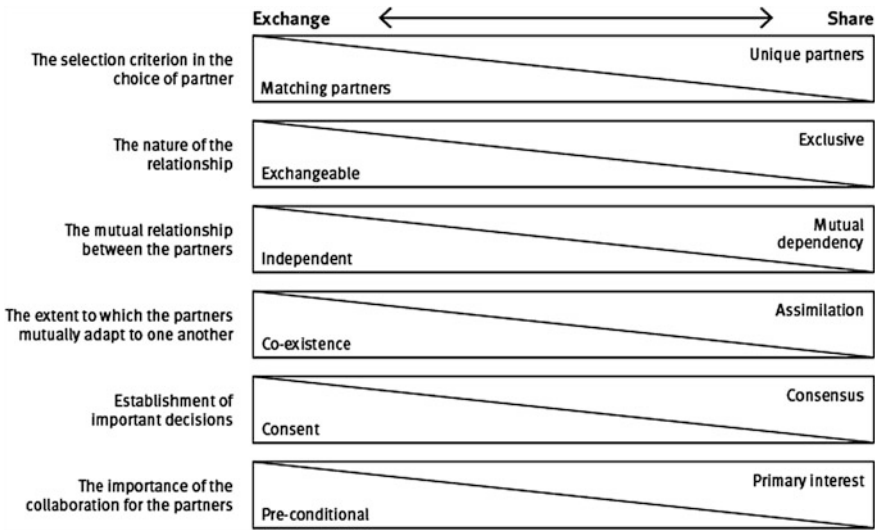 Exchange Share
The selection criterion in the
choice of partner
Unique partners
Matching partners
The nature of the
relationship
Exclusive
Exchangeable
The mutual relationship
between the partners
Mutual
dependency
Independent
The extent to which the partners
mutually adapt to one another
Assimilation
Co-existence
Establishment of
important decisions
Consensus
Consent
The importance of the
collaboration for the partners
Primary interest
Pre-conditional